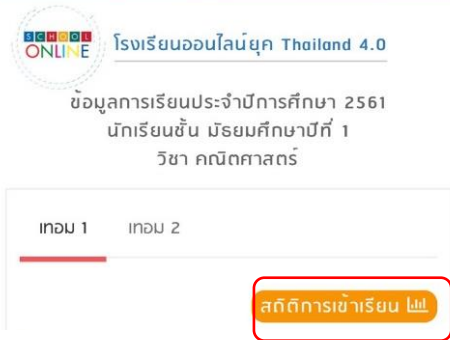 SCHOOL
ONLINE
โรงเรียนออนไลน์ยุค Thailand 4.0
ข้อมูลการเรียนประจำปีการศึกษา 2561
นักเรียนชั้น มัธยมศึกษาปีที่ 1
วิชา คณิตศาสตร์
เทอม 1 เทอม 2
สถิติการเข้าเรียน